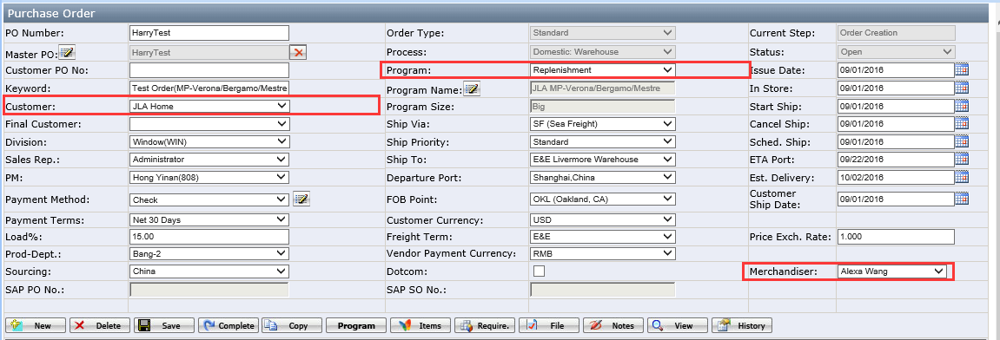 Purchase Order
PO Number: HarryTest Order Type: Standard Current Step: Order Creation
Master PO: HarryTest Process: Domestic: Warehouse Status: Open
Customer PO No: Program: Replenishment Issue Date: 09/01/2016
Keyword: Test Order(MP-Verona/Bergamo/Mestre Program Name: JLA MP-Verona/Bergamo/Mestre In Store: 09/01/2016
Customer: JLA Home Program Size: Big Start Ship: 09/01/2016
Final Customer: Ship Via: SF (Sea Freight) Cancel Ship: 09/01/2016
Division: Window(WIN) Ship Priority: Standard Sched. Ship: 09/01/2016
Sales Rep.: Administrator Ship To: E&E Livermore Warehouse ETA Port: 09/22/2016
PM: Hong Yinan(808) Departure Port: Shanghai,China Est. Delivery: 10/02/2016
Payment Method: Check FOB Point: OKL (Oakland, CA) Customer Ship Date: 09/01/2016
Payment Terms: Net 30 Days Customer Currency: USD
Load%: 15.00 Freight Term: E&E Price Exch. Rate: 1.000
Prod-Dept.: Bang-2 Vendor Payment Currency: RMB
Sourcing: China Dotcom: Merchandiser: Alexa Wang
SAP PO No.: SAP SO No.:
New Delete Save Complete Copy Program Items Require. File Notes View History